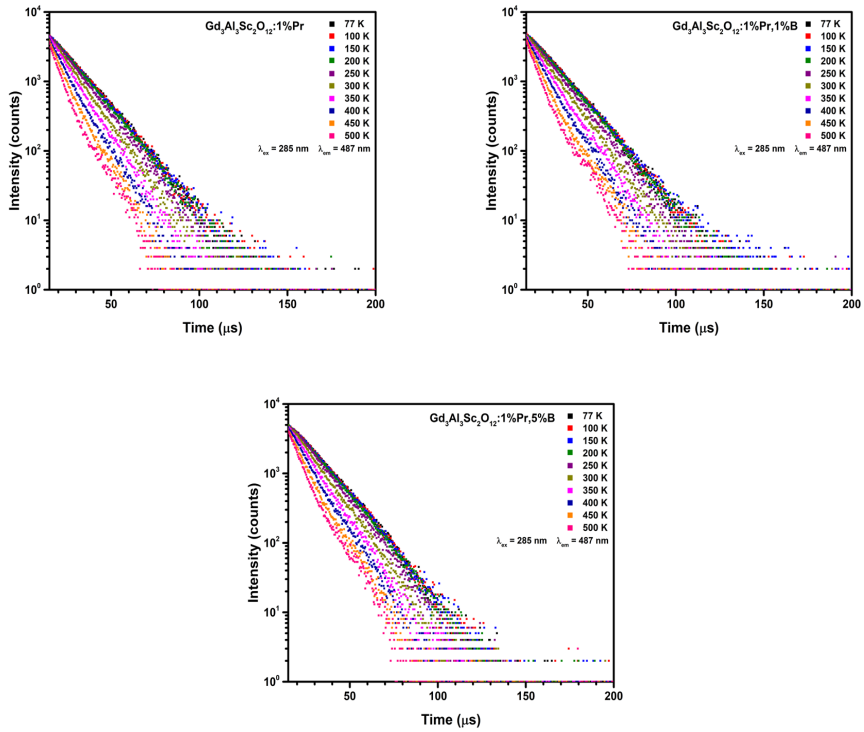 Gd₃Al₃Sc₂O₁₂:1%Pr
77 K
100 K
150 K
200 K
250 K
300 K
350 K
400 K
450 K
500 K
λex = 285 nm λem = 487 nm
Intensity (counts)
10⁴
10³
10²
10¹
10⁰
50 100 150 200
Time (μs)
Gd₃Al₃Sc₂O₁₂:1%Pr,1%B
77 K
100 K
150 K
200 K
250 K
300 K
350 K
400 K
450 K
500 K
λex = 285 nm λem = 487 nm
Intensity (counts)
10⁴
10³
10²
10¹
10⁰
50 100 150 200
Time (μs)
Gd₃Al₃Sc₂O₁₂:1%Pr,5%B
77 K
100 K
150 K
200 K
250 K
300 K
350 K
400 K
450 K
500 K
λex = 285 nm λem = 487 nm
Intensity (counts)
10⁴
10³
10²
10¹
10⁰
50 100 150 200
Time (μs)